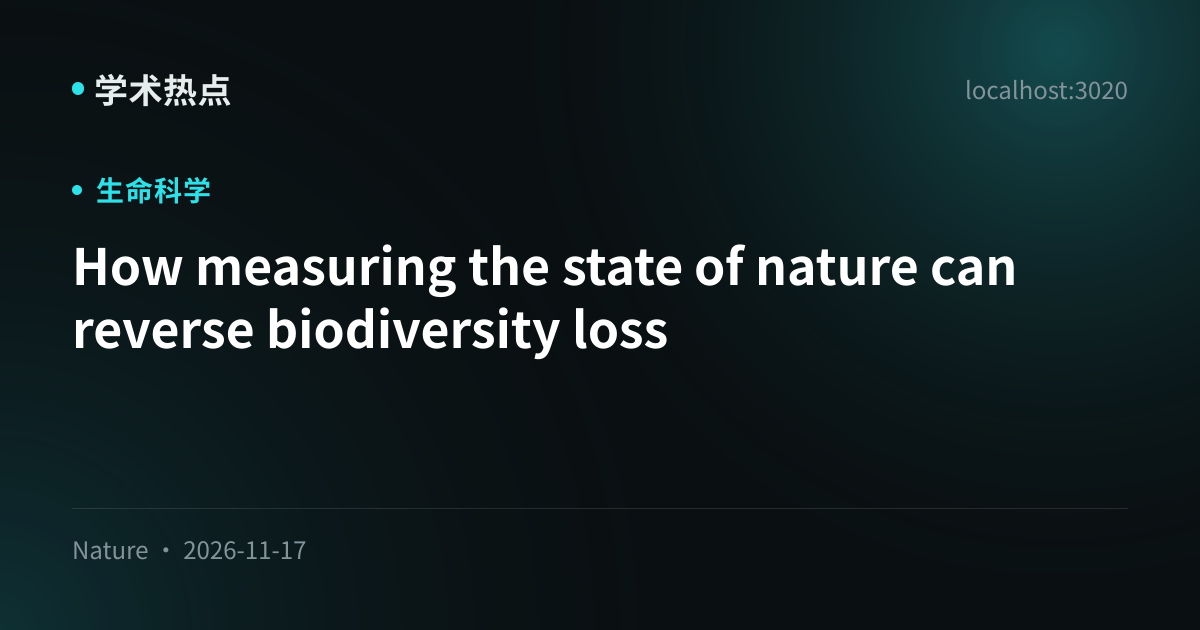 学术热点
localhost:3020
生命科学
How measuring the state of nature can
reverse biodiversity loss
Nature · 2026-11-17